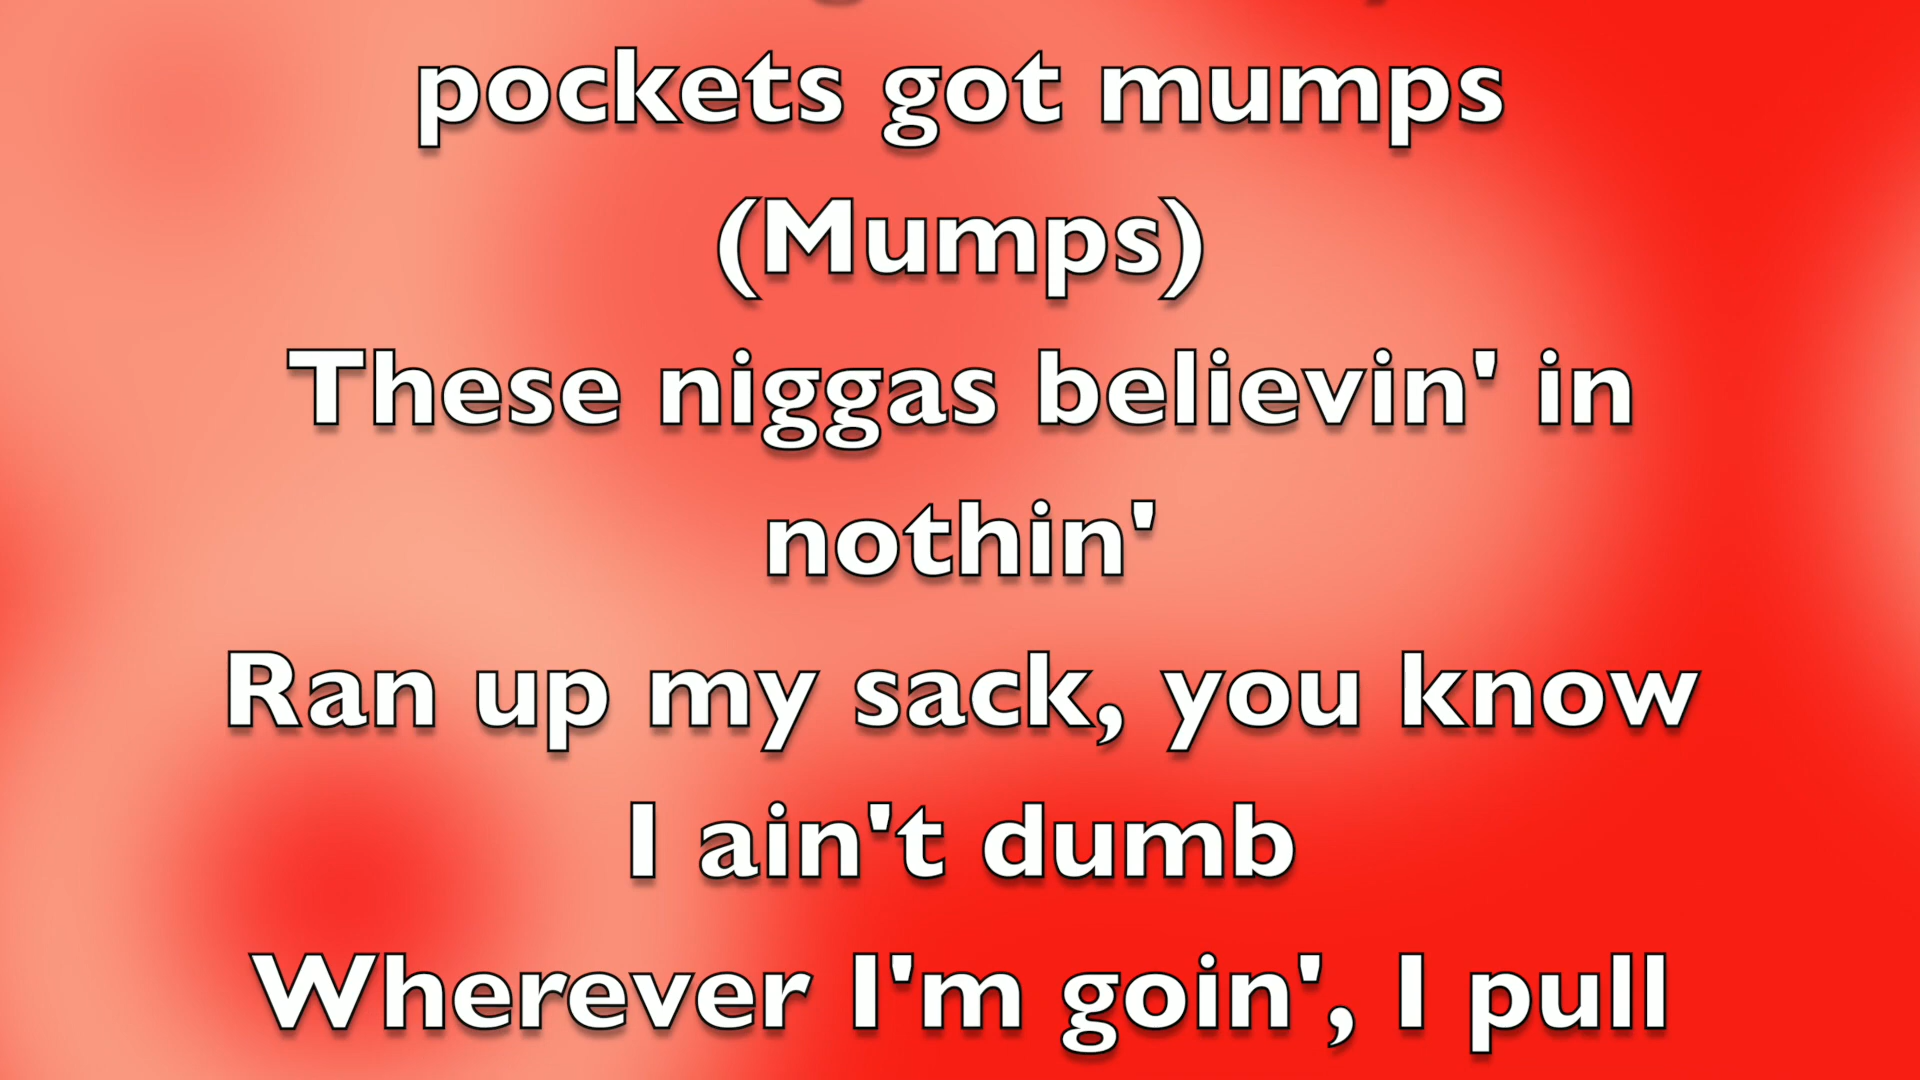 pockets got mumps
(Mumps)
These niggas believin' in
nothin'
Ran up my sack, you know
I ain't dumb
Wherever I'm goin', I pull